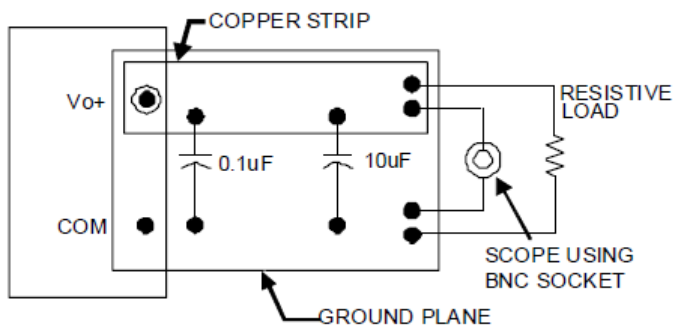 COPPER STRIP
Vo+
RESISTIVE
LOAD
0.1uF
10uF
COM
SCOPE USING
BNC SOCKET
GROUND PLANE